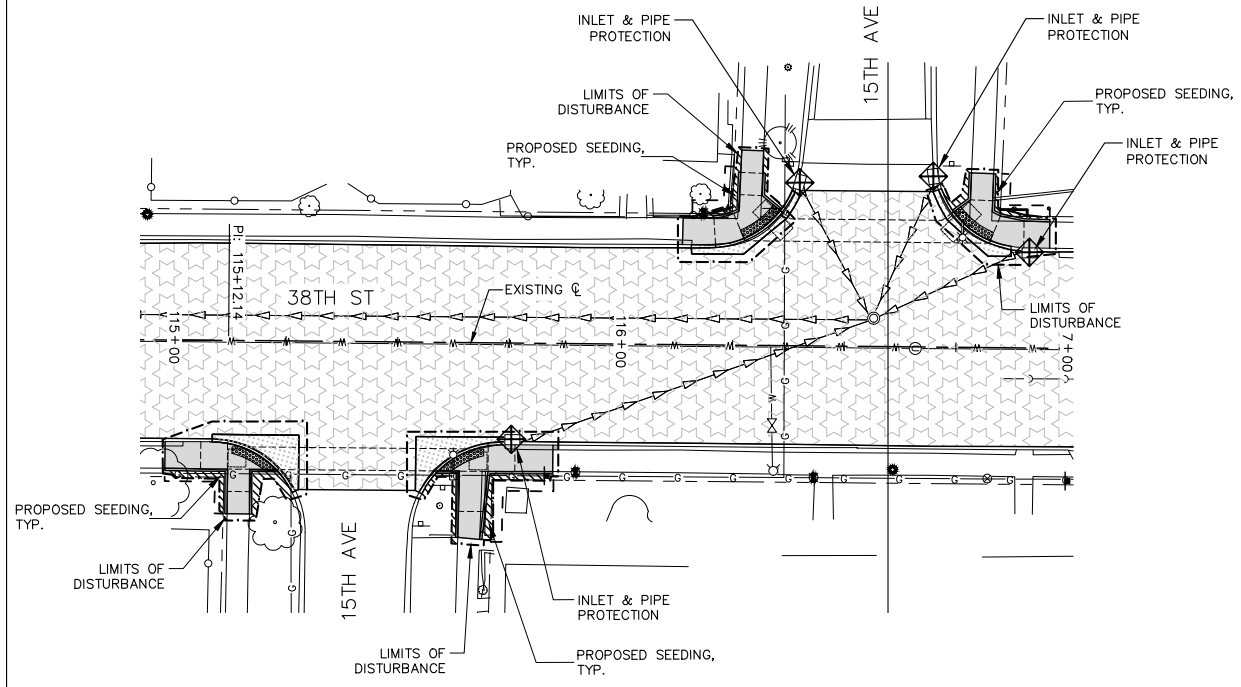 INLET & PIPE
PROTECTION
15TH AVE
INLET & PIPE
PROTECTION
LIMITS OF
DISTURBANCE
PROPOSED SEEDING,
TYP.
PROPOSED SEEDING,
TYP.
INLET & PIPE
PROTECTION
PI: 115+12.14
38TH ST
EXISTING ℄
LIMITS OF
DISTURBANCE
115+00
116+00
7+00
G
G
G
W
G
G
G
G
G
G
G
G
G
G
G
G
PROPOSED SEEDING,
TYP.
LIMITS OF
DISTURBANCE
15TH AVE
INLET & PIPE
PROTECTION
LIMITS OF
DISTURBANCE
PROPOSED SEEDING,
TYP.